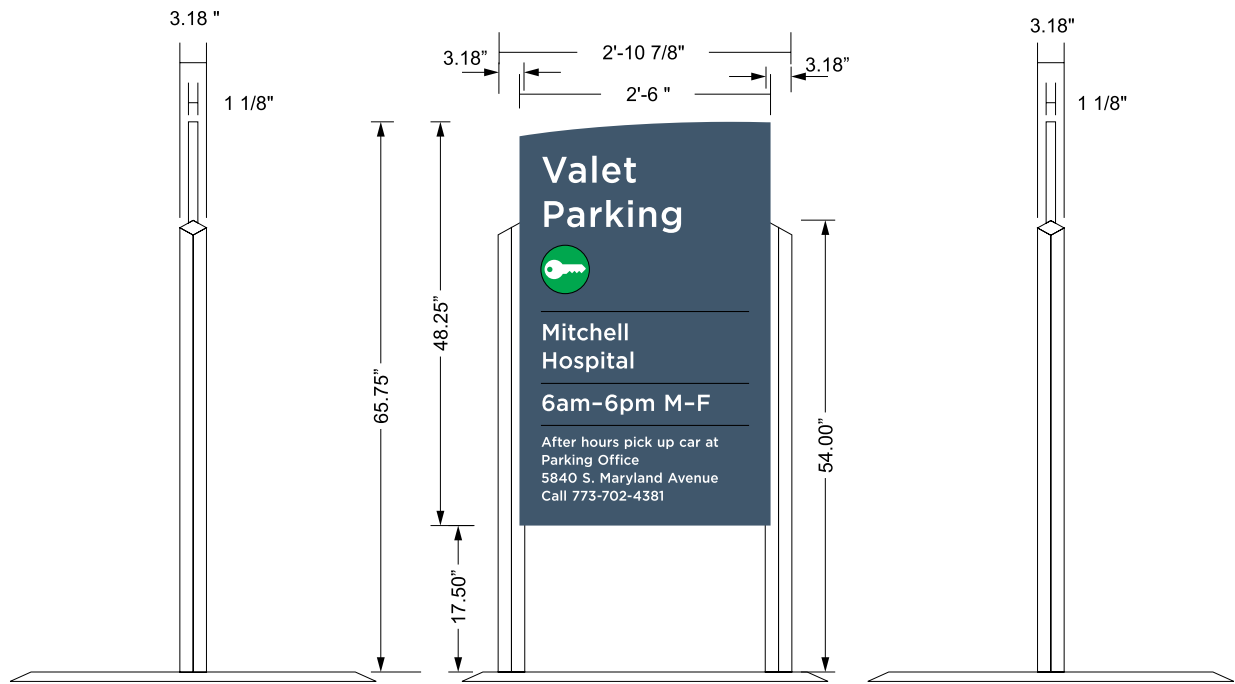 3.18 "
3.18"
2'-10 7/8"
3.18”
3.18”
2'-6 "
1 1/8"
1 1/8"
Valet
Parking
Mitchell
Hospital
6am–6pm M–F
After hours pick up car at
Parking Office
5840 S. Maryland Avenue
Call 773-702-4381
48.25”
65.75”
54.00”
17.50”